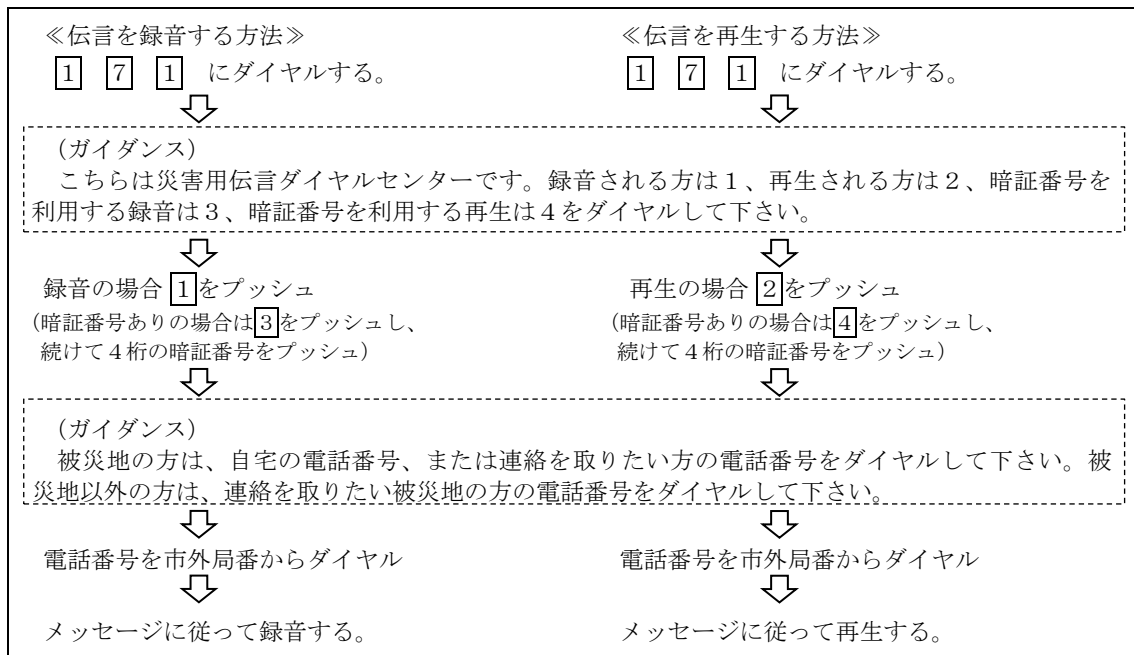 ≪伝言を録音する方法≫
1 7 1 にダイヤルする。
≪伝言を再生する方法≫
1 7 1 にダイヤルする。
(ガイダンス)
こちらは災害用伝言ダイヤルセンターです。録音される方は1、再生される方は2、暗証番号を
利用する録音は3、暗証番号を利用する再生は4をダイヤルして下さい。
録音の場合1をプッシュ
(暗証番号ありの場合は3をプッシュし、
続けて4桁の暗証番号をプッシュ)
再生の場合2をプッシュ
(暗証番号ありの場合は4をプッシュし、
続けて4桁の暗証番号をプッシュ)
(ガイダンス)
被災地の方は、自宅の電話番号、または連絡を取りたい方の電話番号をダイヤルして下さい。被
災地以外の方は、連絡を取りたい被災地の方の電話番号をダイヤルして下さい。
電話番号を市外局番からダイヤル
メッセージに従って録音する。
電話番号を市外局番からダイヤル
メッセージに従って再生する。